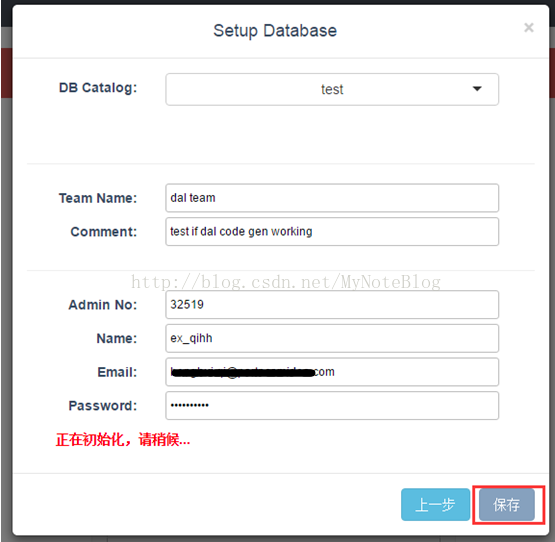 Setup Database
×
DB Catalog:
test
Team Name:
dal team
Comment:
test if dal code gen working
http://blog.csdn.net/MyNoteBlog
Admin No:
32519
Name:
ex_qihh
Email:
com
Password:
••••••••••
正在初始化，请稍候...
上一步
保存